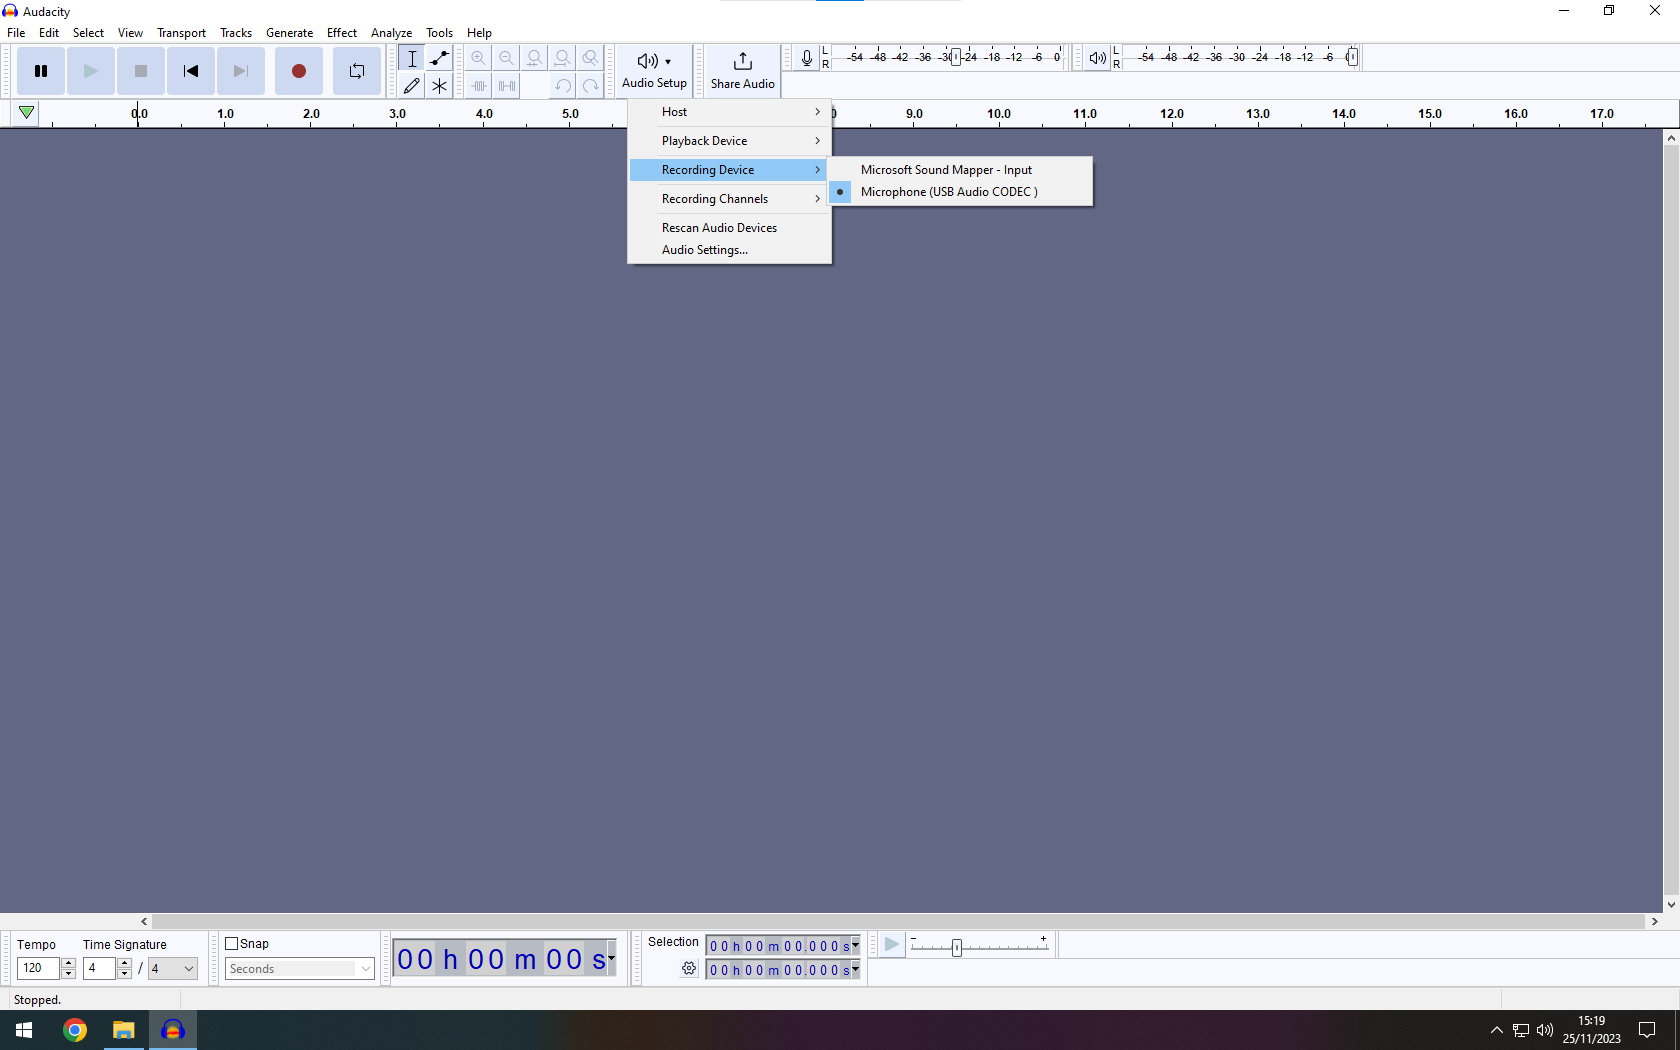 Audacity
File Edit Select View Transport Tracks Generate Effect Analyze Tools Help
Audio Setup
Share Audio
L
R
-54 -48 -42 -36 -30 -24 -18 -12 -6 0
L
R
-54 -48 -42 -36 -30 -24 -18 -12 -6
0.0 1.0 2.0 3.0 4.0 5.0 9.0 10.0 11.0 12.0 13.0 14.0 15.0 16.0 17.0
Host
Playback Device
Recording Device
Recording Channels
Rescan Audio Devices
Audio Settings...
Microsoft Sound Mapper - Input
Microphone (USB Audio CODEC )
Tempo
120
Time Signature
4 / 4
Snap
Seconds
00 h 00 m 00 s
Selection
00 h 00 m 00.000 s
00 h 00 m 00.000 s
- +
Stopped.
15:19
25/11/2023